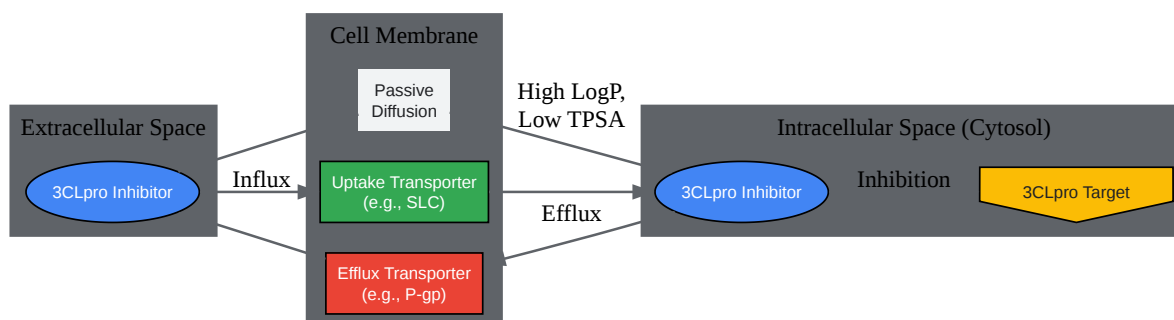 Cell Membrane
Passive
Diffusion
High LogP,
Low TPSA
Extracellular Space
Intracellular Space (Cytosol)
3CLpro Inhibitor
Influx
Uptake Transporter
(e.g., SLC)
Efflux
3CLpro Inhibitor
Inhibition
3CLpro Target
Efflux Transporter
(e.g., P-gp)